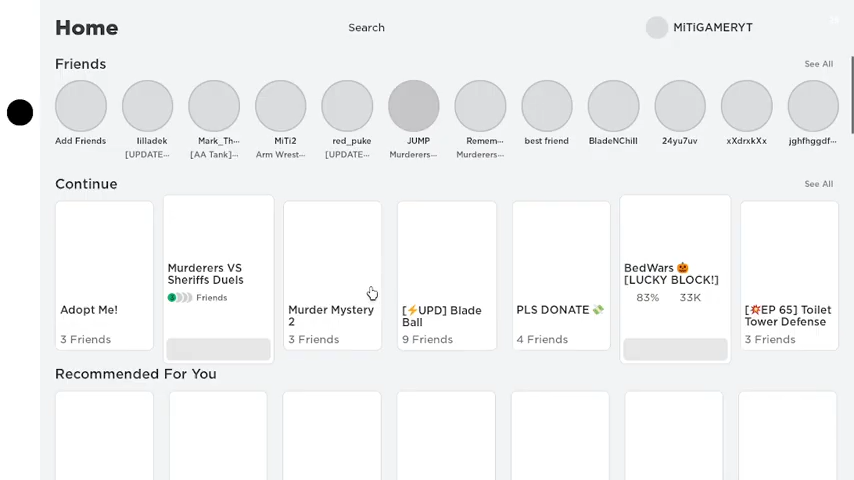 Home
Search
MiTiGAMERYT
Friends
See All
Add Friends
lilladek
Mark_Th···
MiTi2
red_puke
JUMP
Remem···
best friend
BladeNChill
24yu7uv
xXdrxkXx
jghfhggdf···
[UPDATE···
[AA Tank]···
Arm Wrest···
[UPDATE···
Murderers···
Murderers···
Continue
See All
Adopt Me!
3 Friends
Murderers VS
Sheriffs Duels
Friends
Murder Mystery
2
3 Friends
[⚡UPD] Blade
Ball
9 Friends
PLS DONATE 💸
4 Friends
BedWars 🎃
[LUCKY BLOCK!]
83% 33K
[💥EP 65] Toilet
Tower Defense
3 Friends
Recommended For You